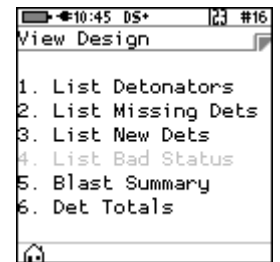 10:45 DS+ 123 #16
View Design
1. List Detonators
2. List Missing Dets
3. List New Dets
4. List Bad Status
5. Blast Summary
6. Det Totals